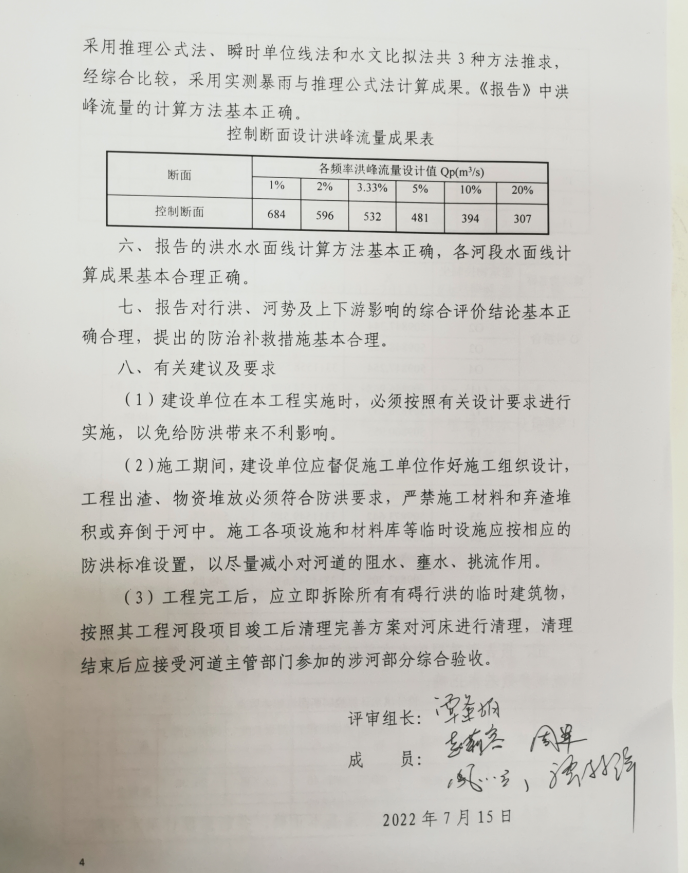 采用推理公式法、瞬时单位线法和水文比拟法共 3 种方法推求,
经综合比较,采用实测暴雨与推理公式法计算成果。《报告》中洪
峰流量的计算方法基本正确。
控制断面设计洪峰流量成果表
断面 各频率洪峰流量设计值 Qp(m³/s)
1% 2% 3.33% 5% 10% 20%
控制断面 684 596 532 481 394 307
六、报告的洪水水面线计算方法基本正确,各河段水面线计
算成果基本合理正确。
七、报告对行洪、河势及上下游影响的综合评价结论基本正
确合理,提出的防治补救措施基本合理。
八、有关建议及要求
(1)建设单位在本工程实施时,必须按照有关设计要求进行
实施,以免给防洪带来不利影响。
(2)施工期间,建设单位应督促施工单位作好施工组织设计,
工程出渣、物资堆放必须符合防洪要求,严禁施工材料和弃渣堆
积或弃倒于河中。施工各项设施和材料库等临时设施应按相应的
防洪标准设置,以尽量减小对河道的阻水、壅水、挑流作用。
(3)工程完工后,应立即拆除所有有碍行洪的临时建筑物,
按照其工程河段项目竣工后清理完善方案对河床进行清理,清理
结束后应接受河道主管部门参加的涉河部分综合验收。
评审组长:
成 员:
2022 年 7 月 15 日
4